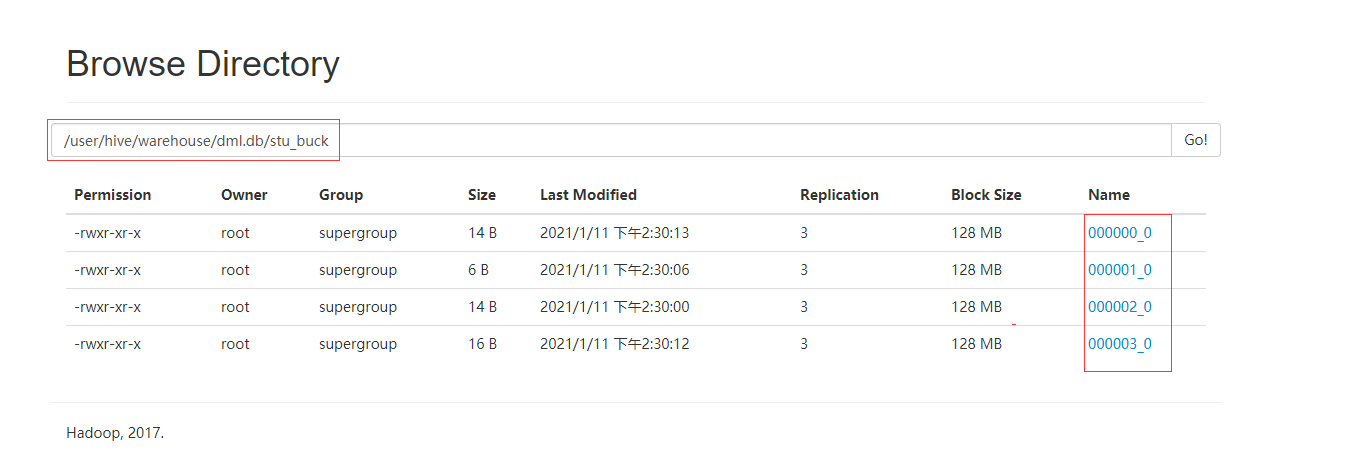 Browse Directory
/user/hive/warehouse/dml.db/stu_buck Go!
Permission Owner Group Size Last Modified Replication Block Size Name
-rwxr-xr-x root supergroup 14 B 2021/1/11 下午2:30:13 3 128 MB 000000_0
-rwxr-xr-x root supergroup 6 B 2021/1/11 下午2:30:06 3 128 MB 000001_0
-rwxr-xr-x root supergroup 14 B 2021/1/11 下午2:30:00 3 128 MB 000002_0
-rwxr-xr-x root supergroup 16 B 2021/1/11 下午2:30:12 3 128 MB 000003_0
Hadoop, 2017.